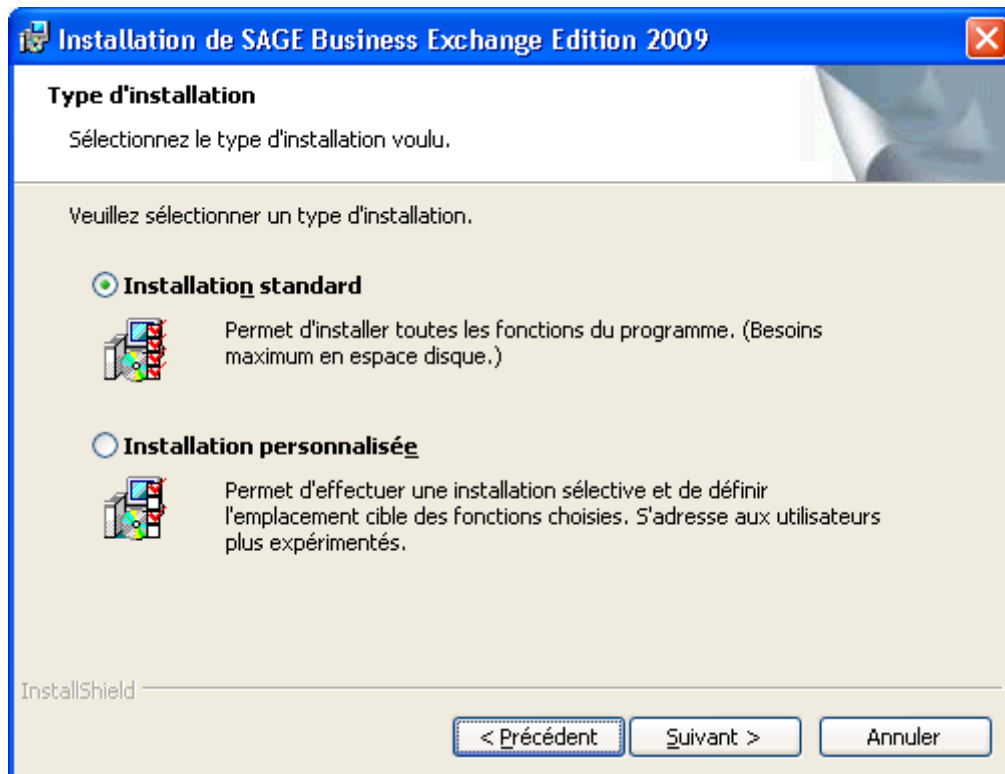 Installation de SAGE Business Exchange Edition 2009
Type d'installation
Sélectionnez le type d'installation voulu.
Veuillez sélectionner un type d'installation.
Installation standard
Permet d'installer toutes les fonctions du programme. (Besoins
maximum en espace disque.)
Installation personnalisée
Permet d'effectuer une installation sélective et de définir
l'emplacement cible des fonctions choisies. S'adresse aux utilisateurs
plus expérimentés.
InstallShield
< Précédent
Suivant >
Annuler